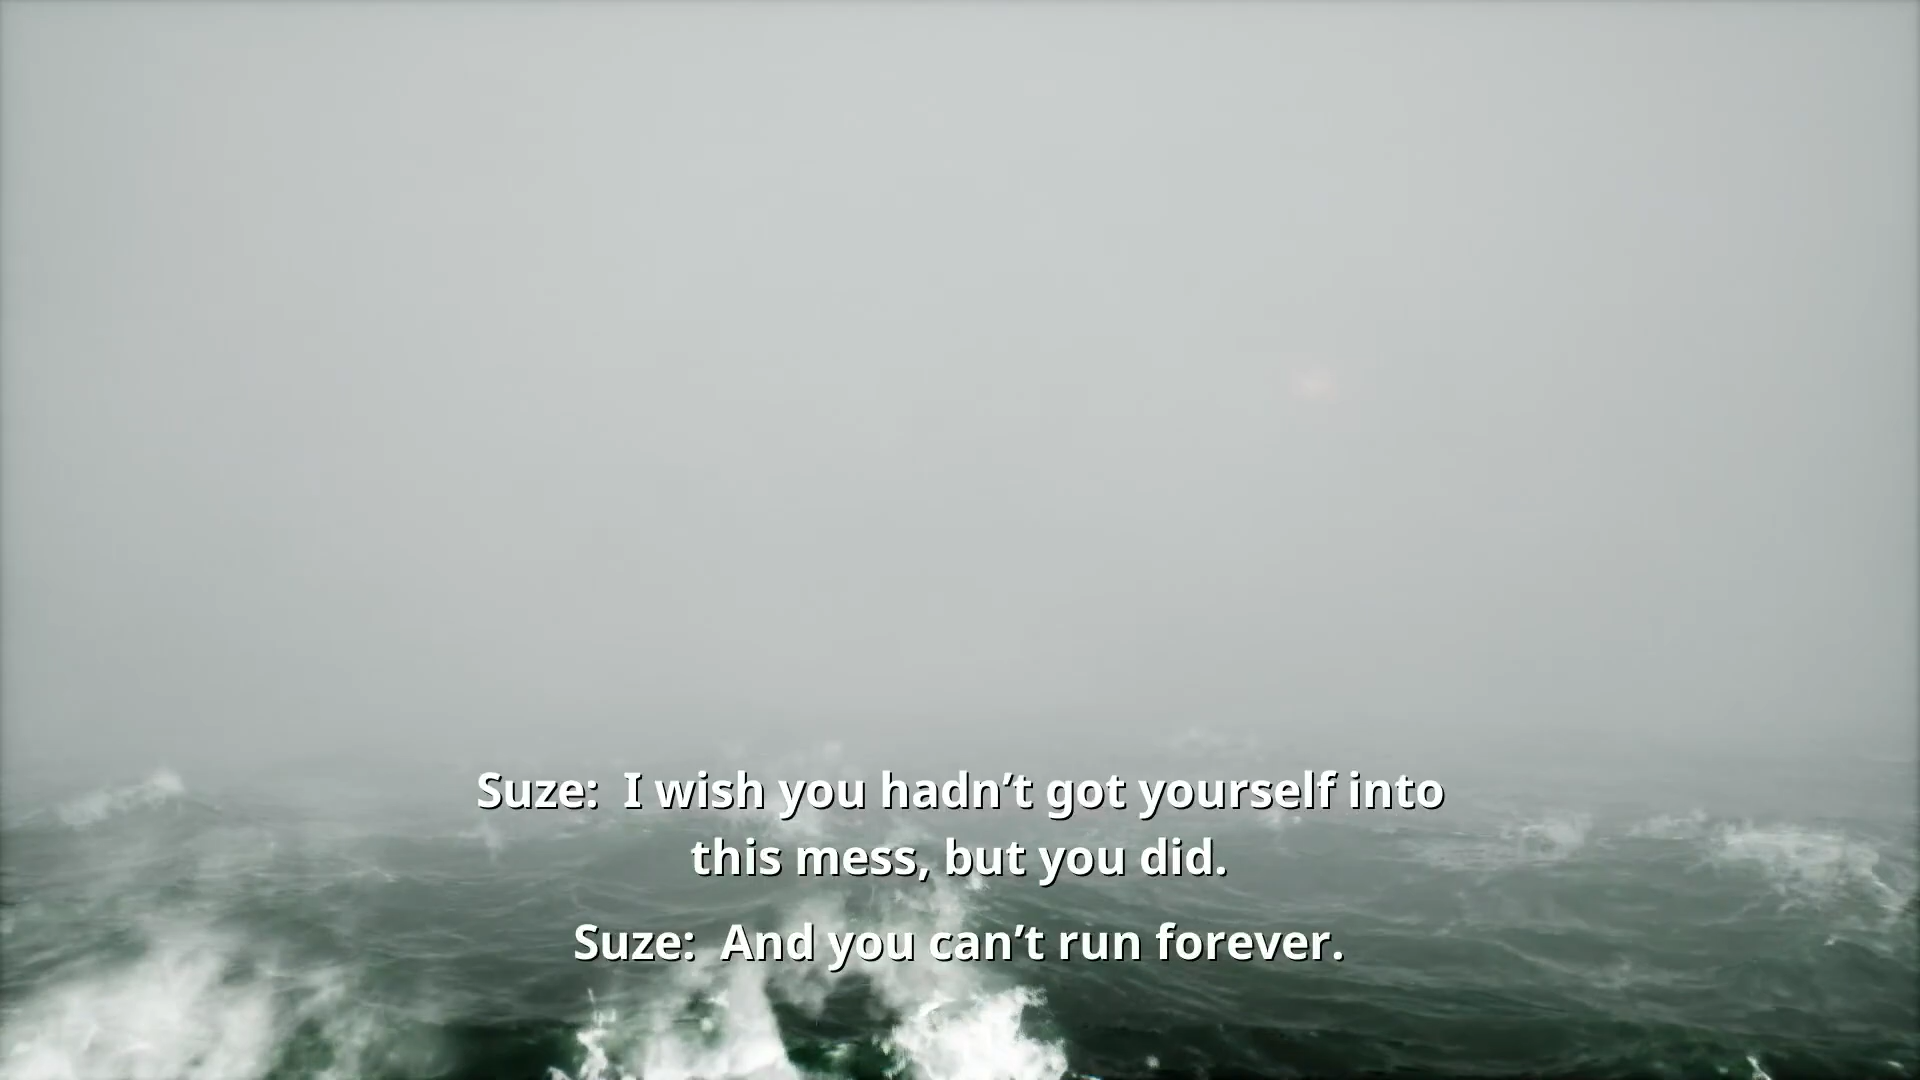 Suze:  I wish you hadn’t got yourself into
this mess, but you did.
Suze:  And you can’t run forever.